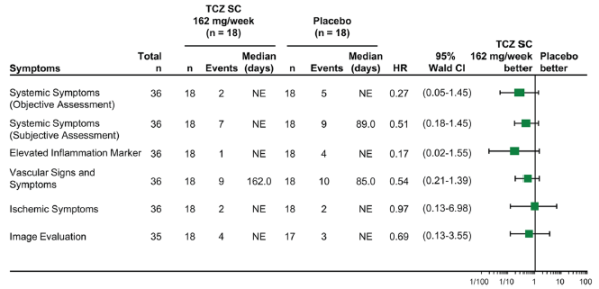 TCZ SC
162 mg/week
(n = 18)
Placebo
(n = 18)
Symptoms Total n n Events Median (days) n Events Median (days) HR 95% Wald CI TCZ SC 162 mg/week better Placebo better
Systemic Symptoms (Objective Assessment) 36 18 2 NE 18 5 NE 0.27 (0.05-1.45)
Systemic Symptoms (Subjective Assessment) 36 18 7 NE 18 9 89.0 0.51 (0.18-1.45)
Elevated Inflammation Marker 36 18 1 NE 18 4 NE 0.17 (0.02-1.55)
Vascular Signs and Symptoms 36 18 9 162.0 18 10 85.0 0.54 (0.21-1.39)
Ischemic Symptoms 36 18 2 NE 18 2 NE 0.97 (0.13-6.98)
Image Evaluation 35 18 4 NE 17 3 NE 0.69 (0.13-3.55)
1/100 1/10 1 10 100